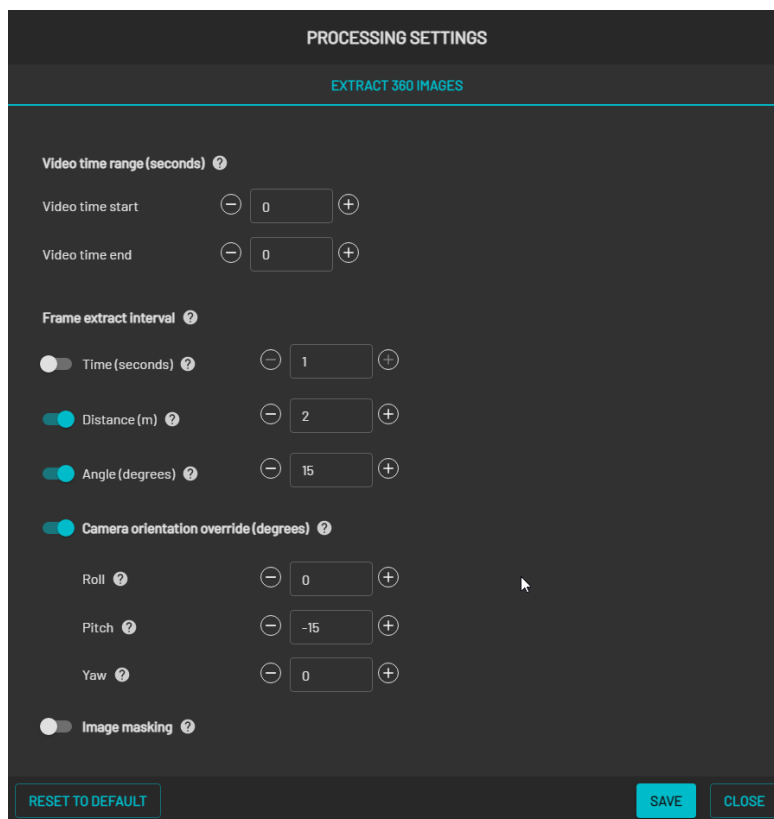 PROCESSING SETTINGS
EXTRACT 360 IMAGES
Video time range (seconds) ?
Video time start − 0 +
Video time end − 0 +
Frame extract interval ?
Time (seconds) ? − 1 +
Distance (m) ? − 2 +
Angle (degrees) ? − 15 +
Camera orientation override (degrees) ?
Roll ? − 0 +
Pitch ? − -15 +
Yaw ? − 0 +
Image masking ?
RESET TO DEFAULT SAVE CLOSE